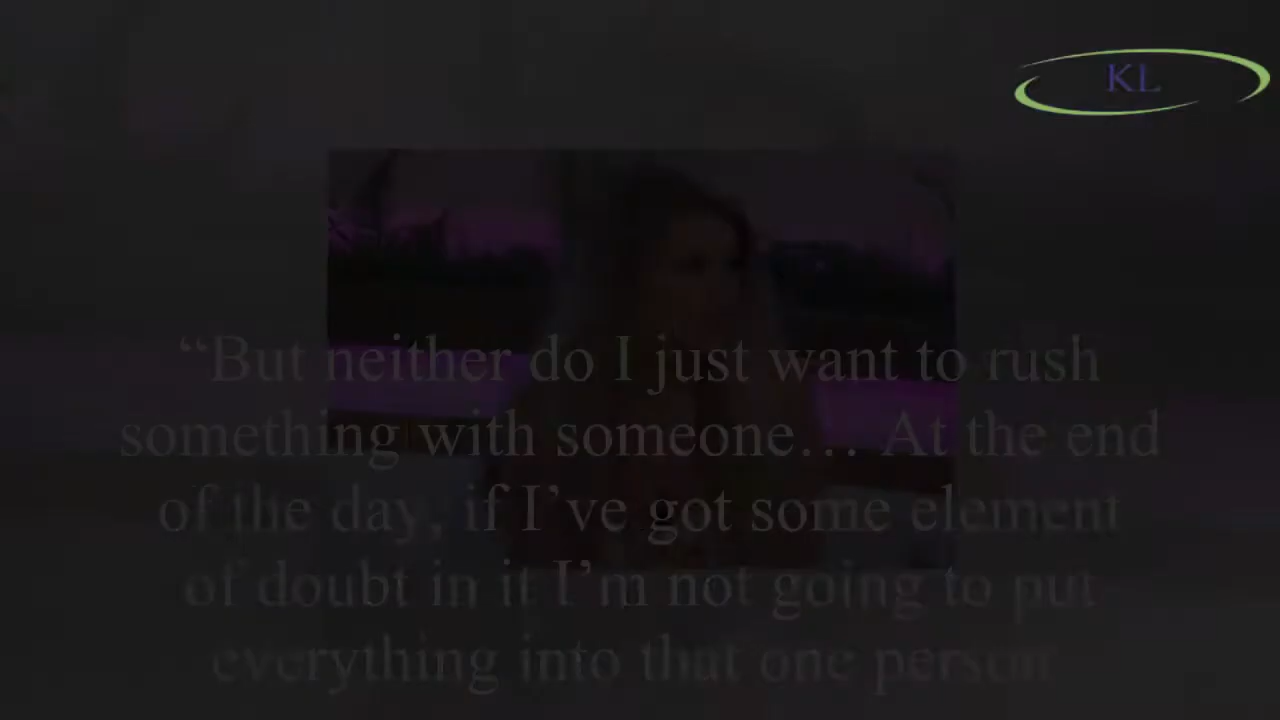 KL
“But neither do I just want to rush
something with someone… At the end
of the day, if I’ve got some element
of doubt in it I’m not going to put
everything into that one person